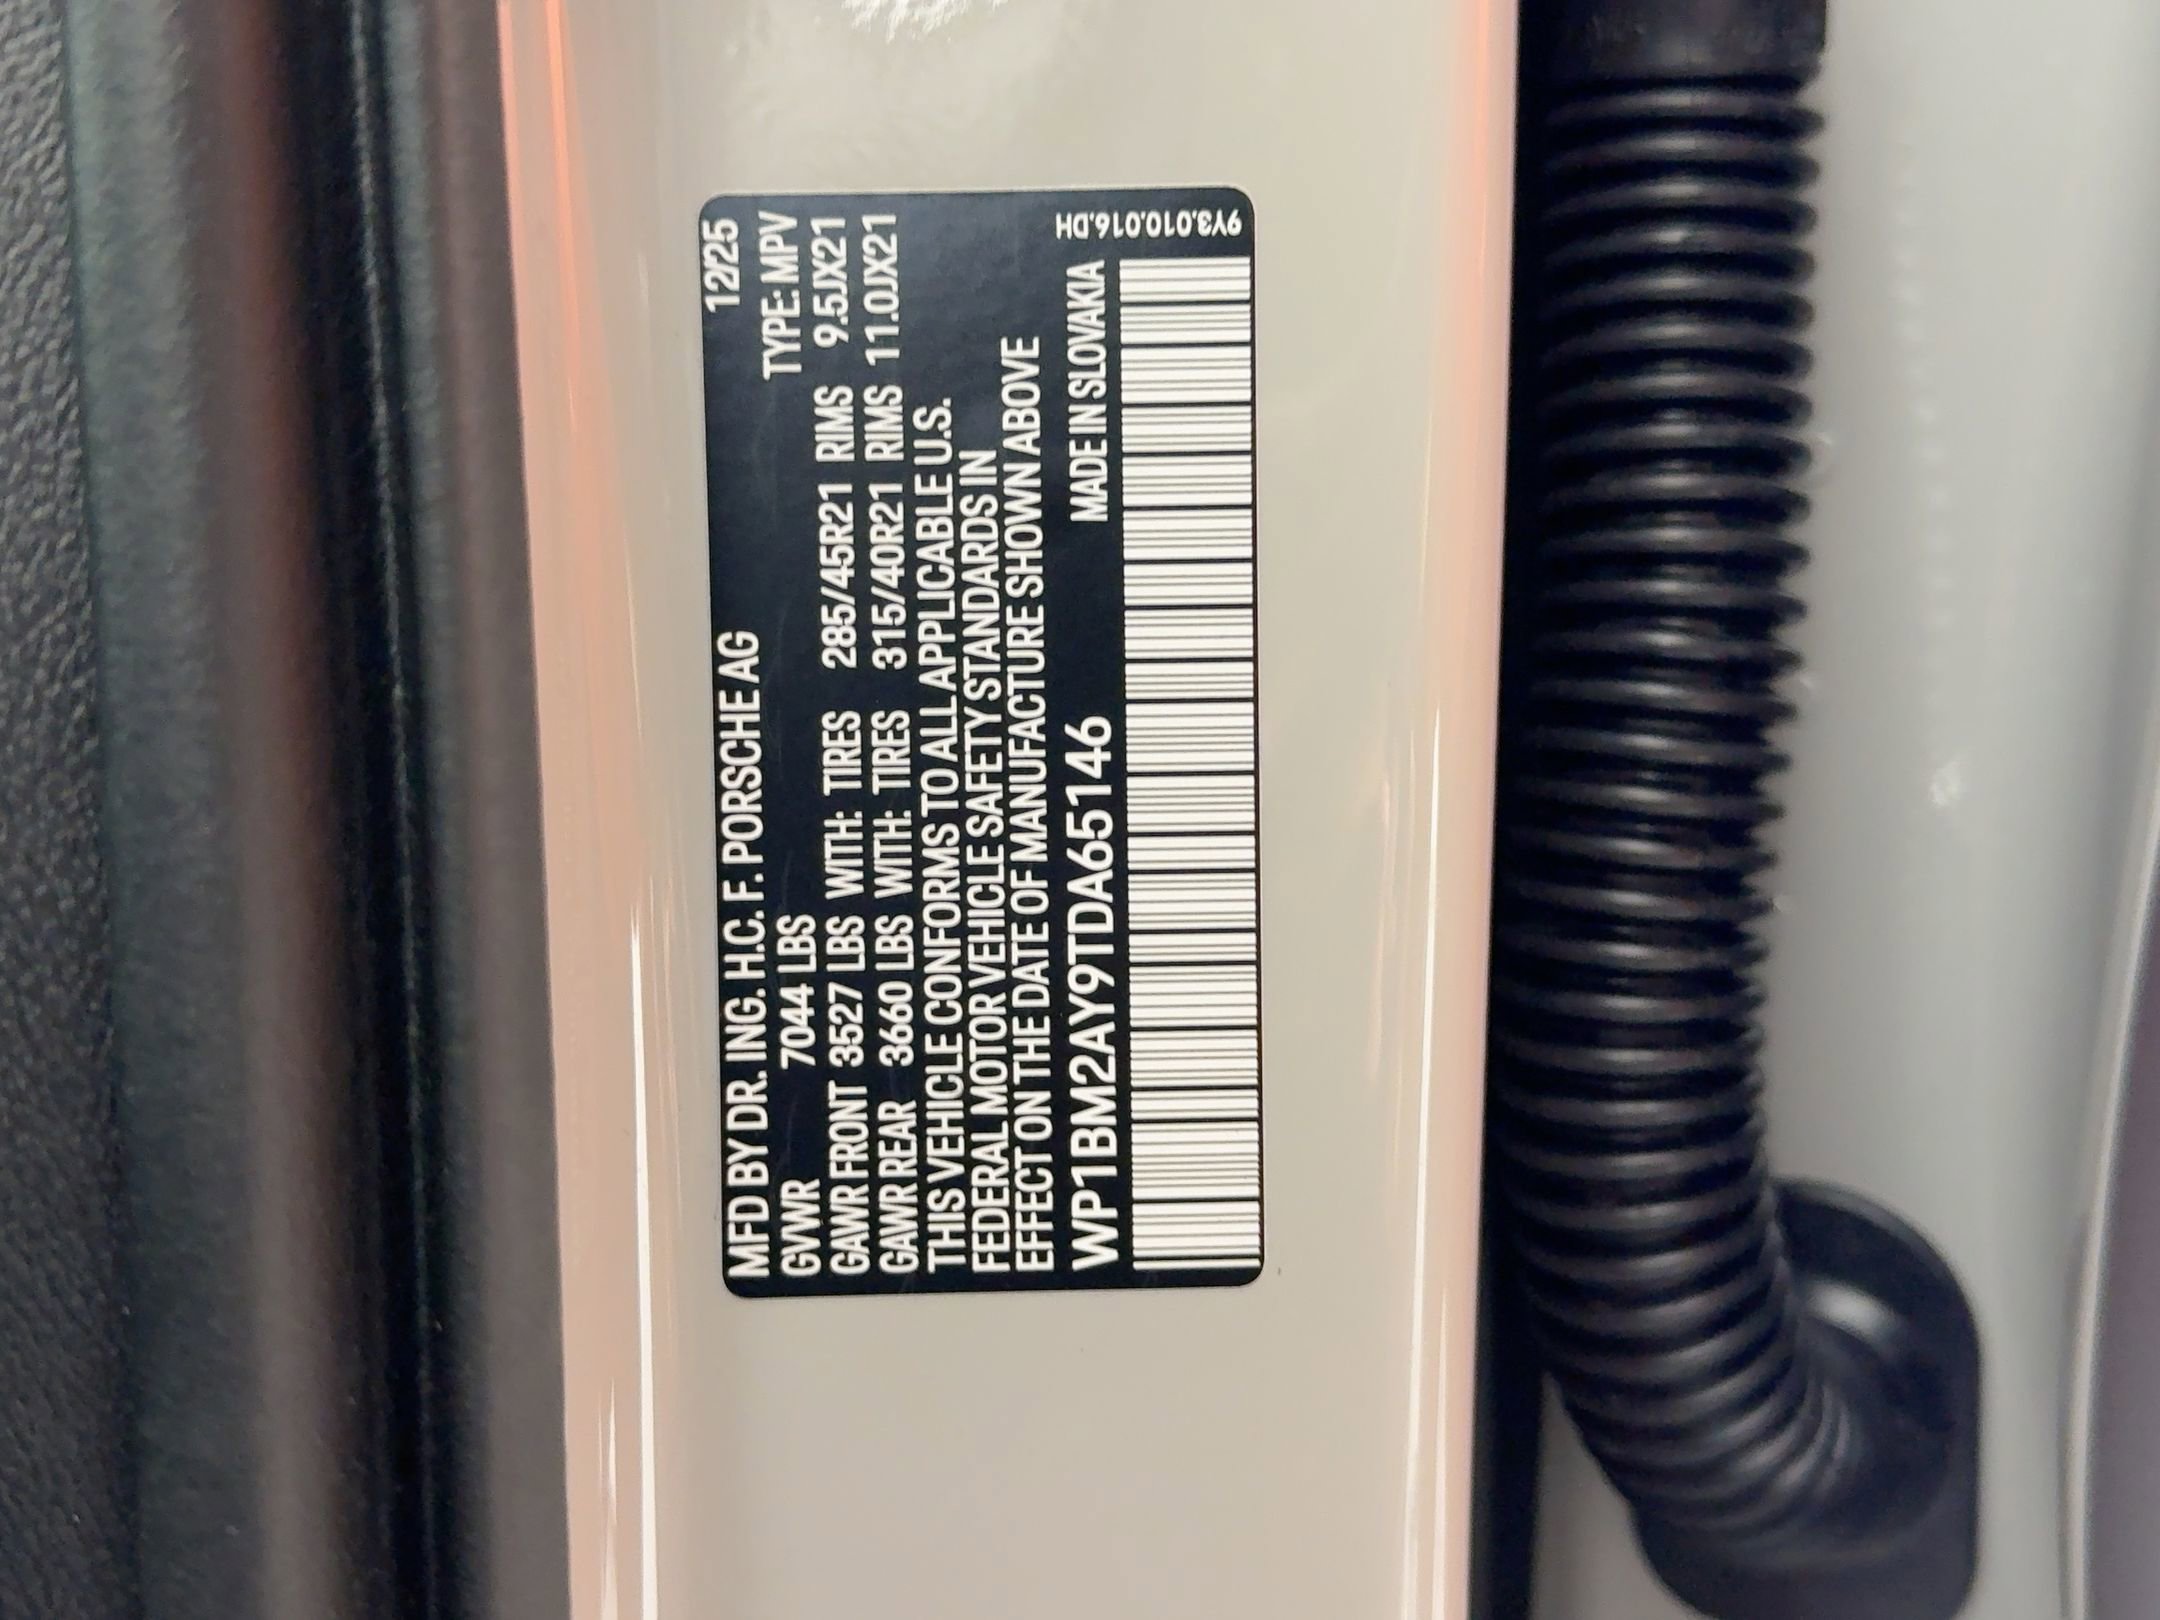 MFD BY DR. ING. H.C. F. PORSCHE AG 12/25
GVWR 7044 LBS TYPE: MPV
GAWR FRONT 3527 LBS WITH: TIRES 285/45R21 RIMS 9.5JX21
GAWR REAR 3660 LBS WITH: TIRES 315/40R21 RIMS 11.0JX21
THIS VEHICLE CONFORMS TO ALL APPLICABLE U.S.
FEDERAL MOTOR VEHICLE SAFETY STANDARDS IN
EFFECT ON THE DATE OF MANUFACTURE SHOWN ABOVE
WP1BM2AY9TDA65146 MADE IN SLOVAKIA
9Y3.010.016.DH